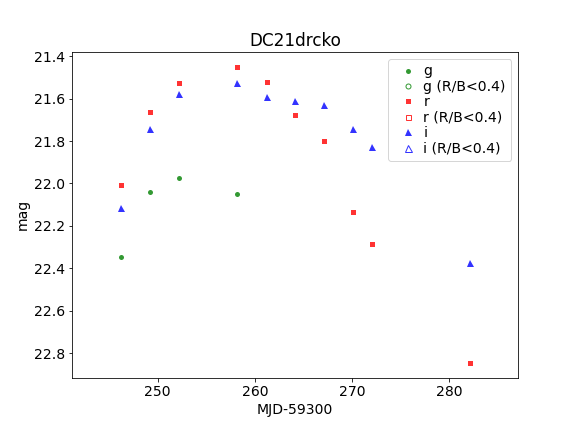 DC21drcko
21.4
21.6
21.8
22.0
22.2
22.4
22.6
22.8
mag
250
260
270
280
MJD-59300
g
g (R/B<0.4)
r
r (R/B<0.4)
i
i (R/B<0.4)